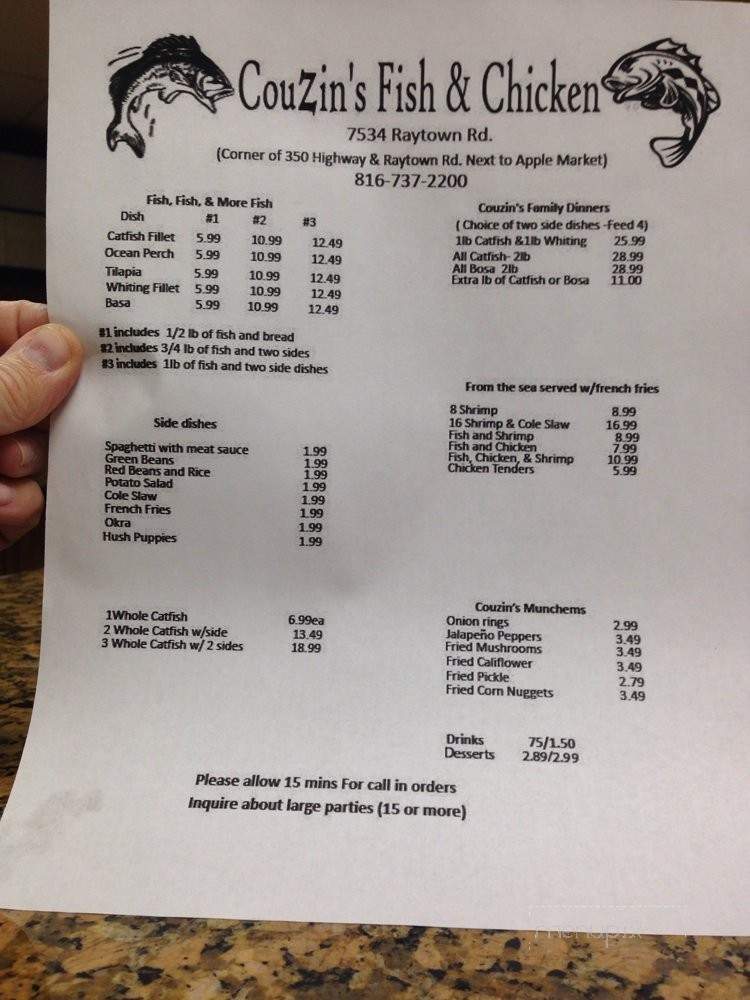 CouZin's Fish & Chicken
7534 Raytown Rd.
(Corner of 350 Highway & Raytown Rd. Next to Apple Market)
816-737-2200
Fish, Fish, & More Fish
Dish #1 #2 #3
Catfish Fillet 5.99 10.99 12.49
Ocean Perch 5.99 10.99 12.49
Tilapia 5.99 10.99 12.49
Whiting Fillet 5.99 10.99 12.49
Basa 5.99 10.99 12.49
#1 includes 1/2 lb of fish and bread
#2 includes 3/4 lb of fish and two sides
#3 includes 1lb of fish and two side dishes
Side dishes
Spaghetti with meat sauce 1.99
Green Beans 1.99
Red Beans and Rice 1.99
Potato Salad 1.99
Cole Slaw 1.99
French Fries 1.99
Okra 1.99
Hush Puppies 1.99
1Whole Catfish 6.99ea
2 Whole Catfish w/side 13.49
3 Whole Catfish w/ 2 sides 18.99
Couzin's Family Dinners
( Choice of two side dishes -Feed 4)
1lb Catfish &1lb Whiting 25.99
All Catfish- 2lb 28.99
All Bosa 2lb 28.99
Extra lb of Catfish or Bosa 11.00
From the sea served w/french fries
8 Shrimp 8.99
16 Shrimp & Cole Slaw 16.99
Fish and Shrimp 8.99
Fish and Chicken 7.99
Fish, Chicken, & Shrimp 10.99
Chicken Tenders 5.99
Couzin's Munchems
Onion rings 2.99
Jalapeño Peppers 3.49
Fried Mushrooms 3.49
Fried Califlower 3.49
Fried Pickle 2.79
Fried Corn Nuggets 3.49
Drinks 75/1.50
Desserts 2.89/2.99
Please allow 15 mins For call in orders
Inquire about large parties (15 or more)